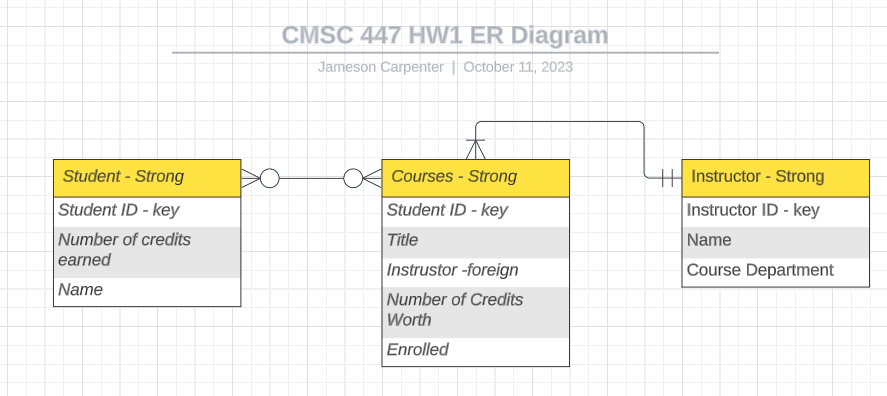 CMSC 447 HW1 ER Diagram
Jameson Carpenter | October 11, 2023
Student - Strong
Student ID - key
Number of credits
earned
Name
Courses - Strong
Student ID - key
Title
Instrustor -foreign
Number of Credits
Worth
Enrolled
Instructor - Strong
Instructor ID - key
Name
Course Department